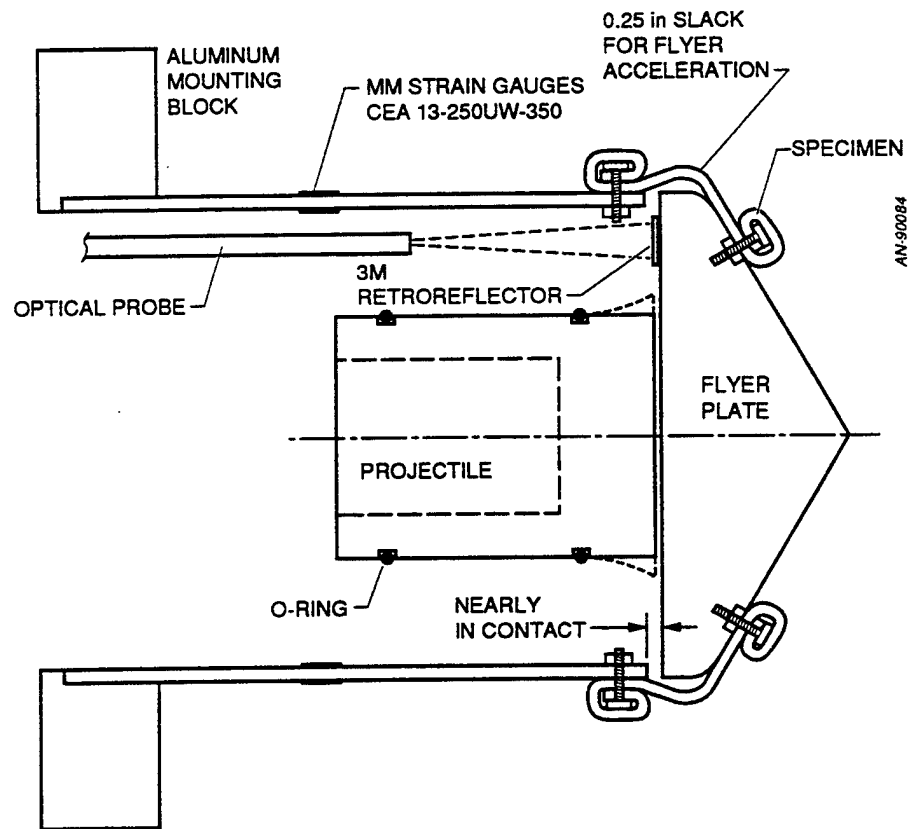 0.25 in SLACK
FOR FLYER
ACCELERATION
ALUMINUM
MOUNTING
BLOCK
MM STRAIN GAUGES
CEA 13-250UW-350
SPECIMEN
AN-90084
3M
RETROREFLECTOR
OPTICAL PROBE
FLYER
PLATE
PROJECTILE
O-RING
NEARLY
IN CONTACT